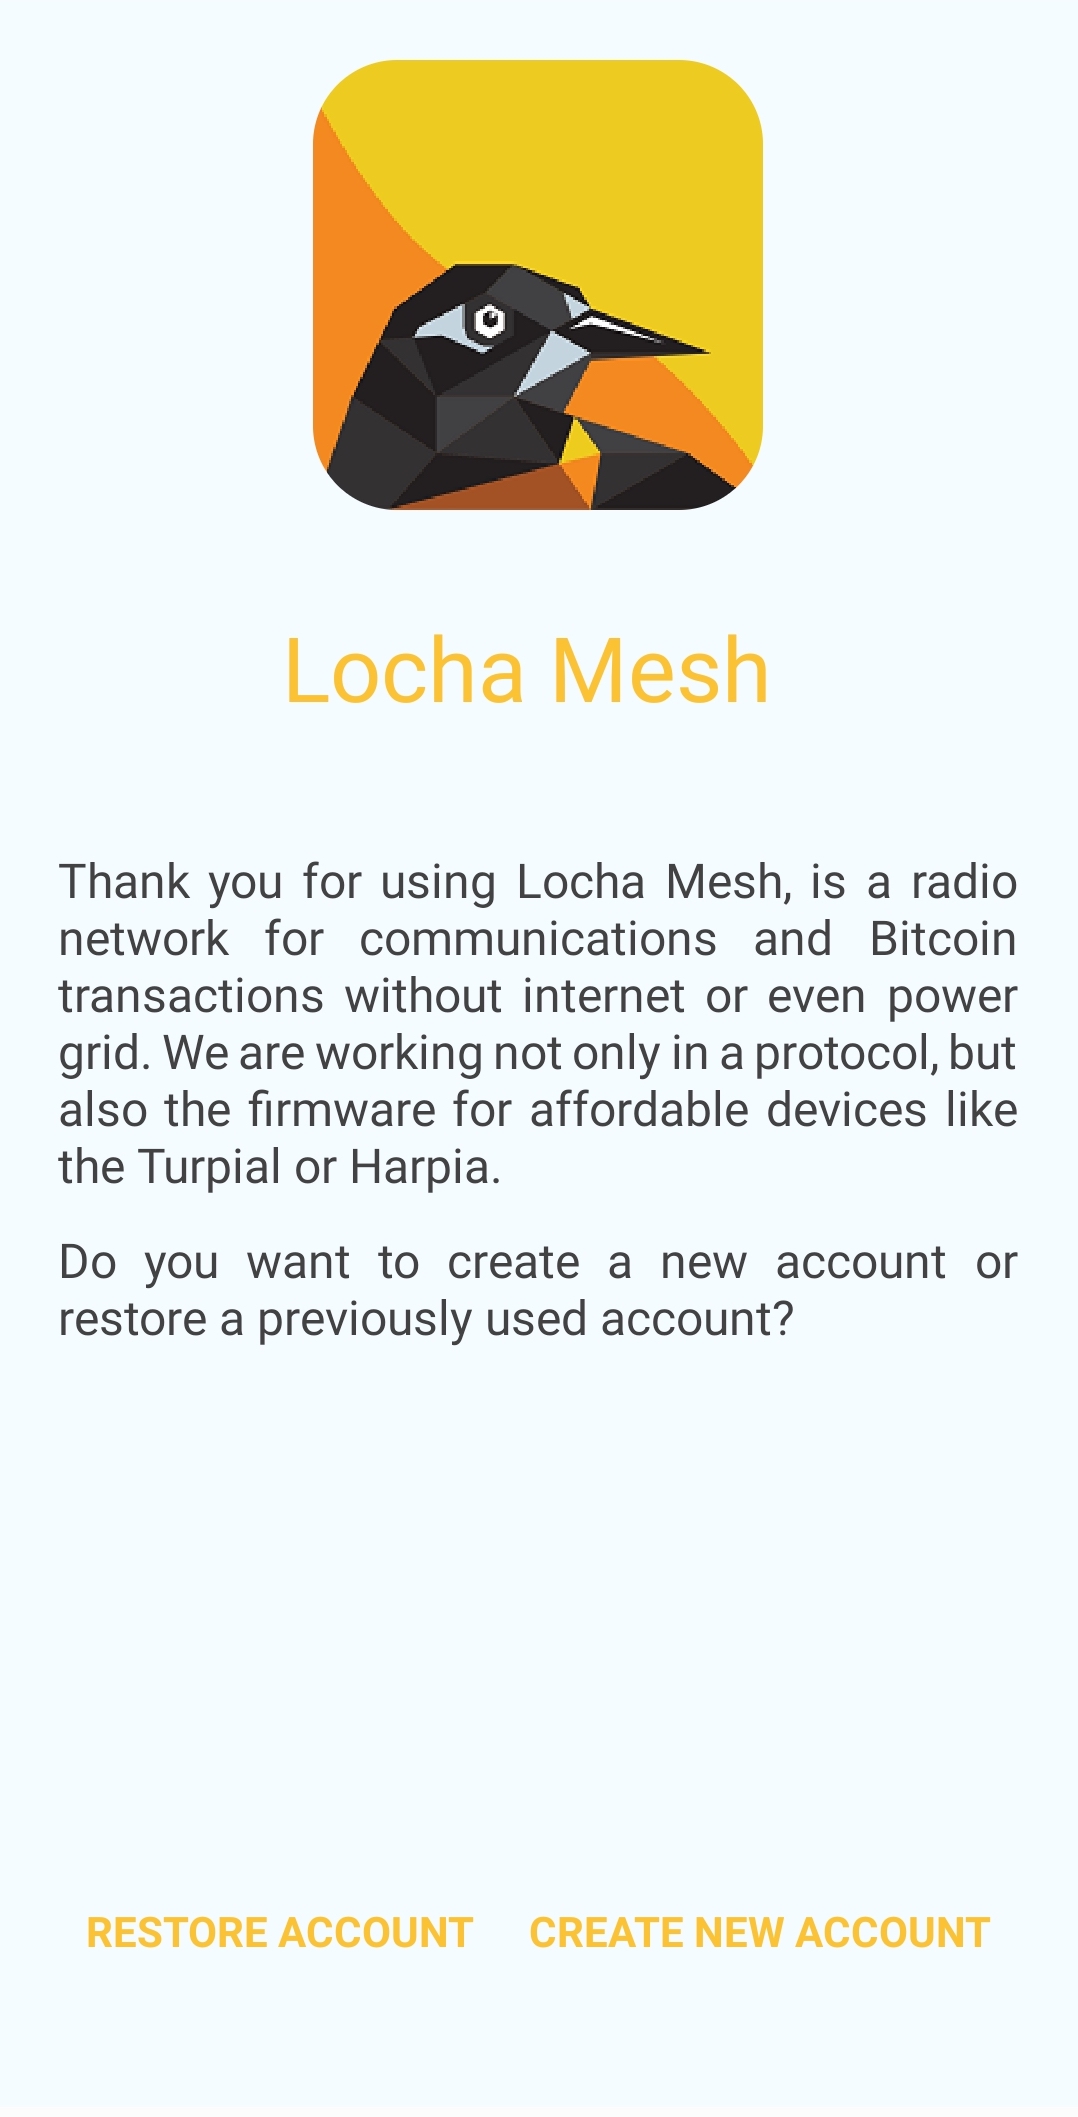 Locha Mesh
Thank you for using Locha Mesh, is a radio
network for communications and Bitcoin
transactions without internet or even power
grid. We are working not only in a protocol, but
also the firmware for affordable devices like
the Turpial or Harpia.
Do you want to create a new account or
restore a previously used account?
RESTORE ACCOUNT CREATE NEW ACCOUNT